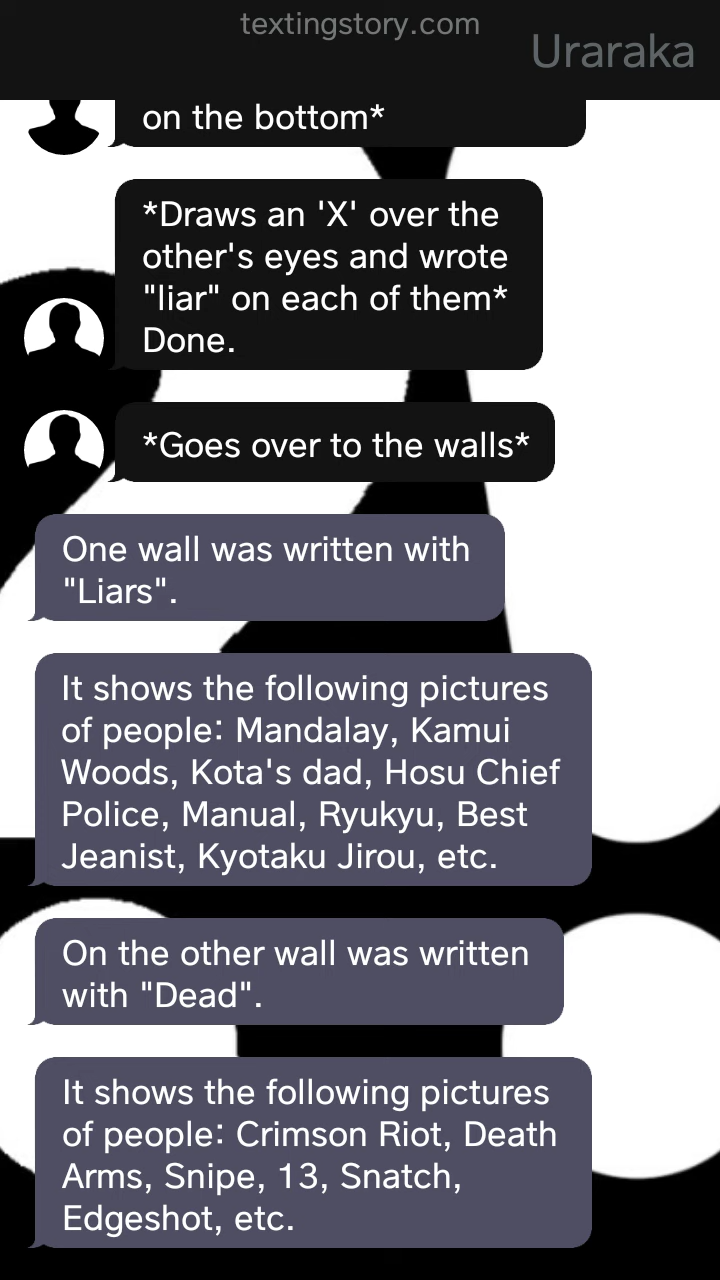 textingstory.com
Uraraka
on the bottom*
*Draws an 'X' over the
other's eyes and wrote
"liar" on each of them*
Done.
*Goes over to the walls*
One wall was written with
"Liars".
It shows the following pictures
of people: Mandalay, Kamui
Woods, Kota's dad, Hosu Chief
Police, Manual, Ryukyu, Best
Jeanist, Kyotaku Jirou, etc.
On the other wall was written
with "Dead".
It shows the following pictures
of people: Crimson Riot, Death
Arms, Snipe, 13, Snatch,
Edgeshot, etc.